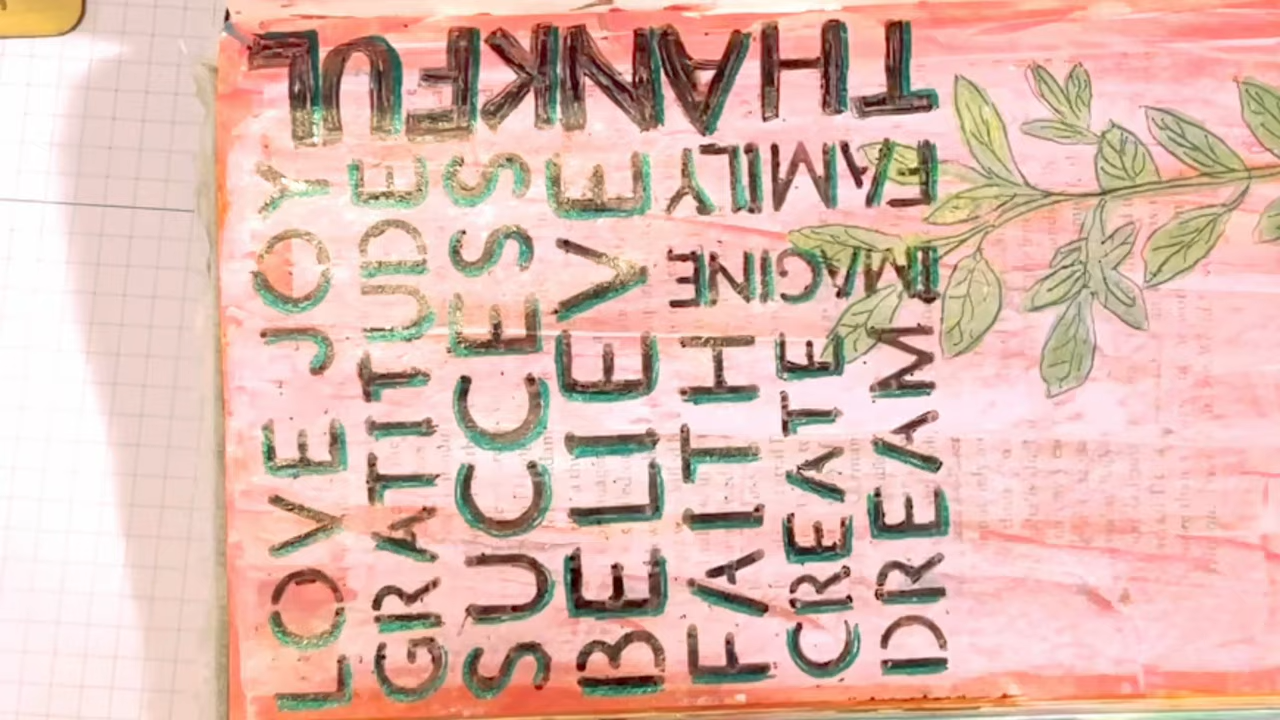 LOVE JOY
GRATITUDE
SUCCESS
BELIEVE
FAITH
CREATE
DREAM
THANKFUL
FAMILY
IMAGINE